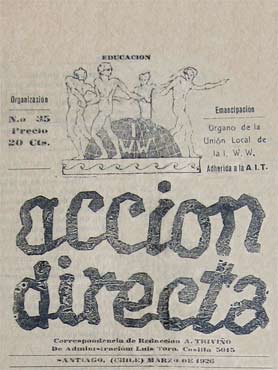 EDUCACION
Organización
N.o 35
Precio
20 Cts.
I W W
Emancipación
Organo de la
Unión Local de
la I. W. W.
Adherida a la A.I.T.
accion
directa
Correspondencia de Redacción A. TRIVIÑO
De Administración: Luis Toro. Casilla 5015
SANTIAGO, (CHILE) MARZO DE 1926